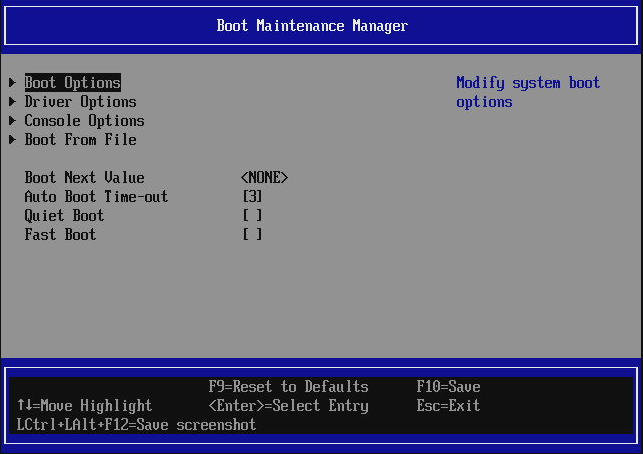 Boot Maintenance Manager
▶ Boot Options
Modify system boot
options
▶ Driver Options
▶ Console Options
▶ Boot From File
Boot Next Value <NONE>
Auto Boot Time-out [3]
Quiet Boot [ ]
Fast Boot [ ]
F9=Reset to Defaults F10=Save
↑↓=Move Highlight <Enter>=Select Entry Esc=Exit
LCtrl+LAlt+F12=Save screenshot